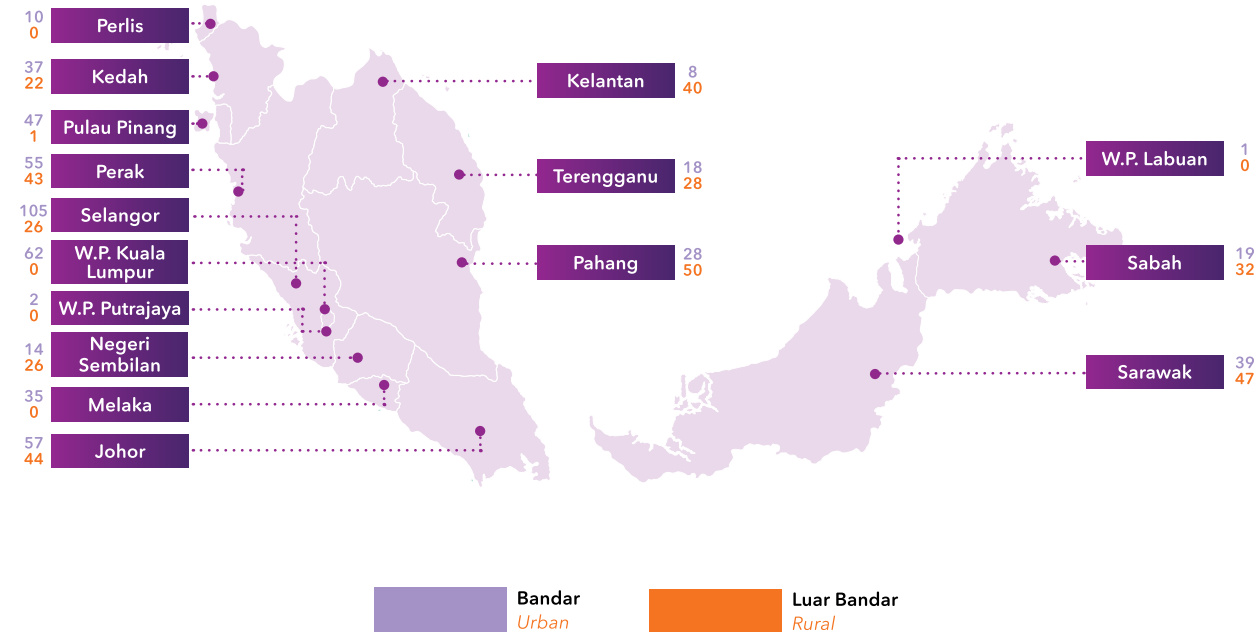 10
0
Perlis
37
22
Kedah
47
1
Pulau Pinang
55
43
Perak
105
26
Selangor
62
0
W.P. Kuala
Lumpur
2
0
W.P. Putrajaya
14
26
Negeri
Sembilan
35
0
Melaka
57
44
Johor
Kelantan
8
40
Terengganu
18
28
Pahang
28
50
W.P. Labuan
1
0
Sabah
19
32
Sarawak
39
47
Bandar
Urban
Luar Bandar
Rural